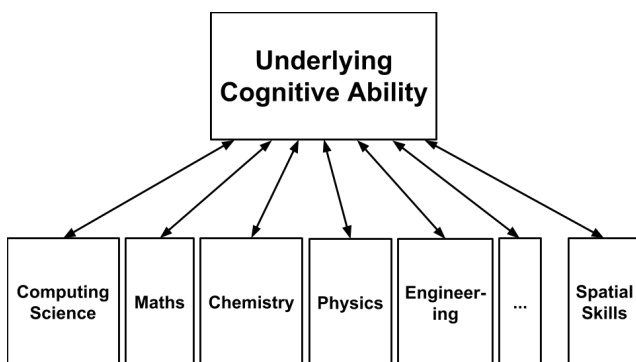 Underlying
Cognitive Ability
Computing
Science
Maths
Chemistry
Physics
Engineer-
ing
...
Spatial
Skills